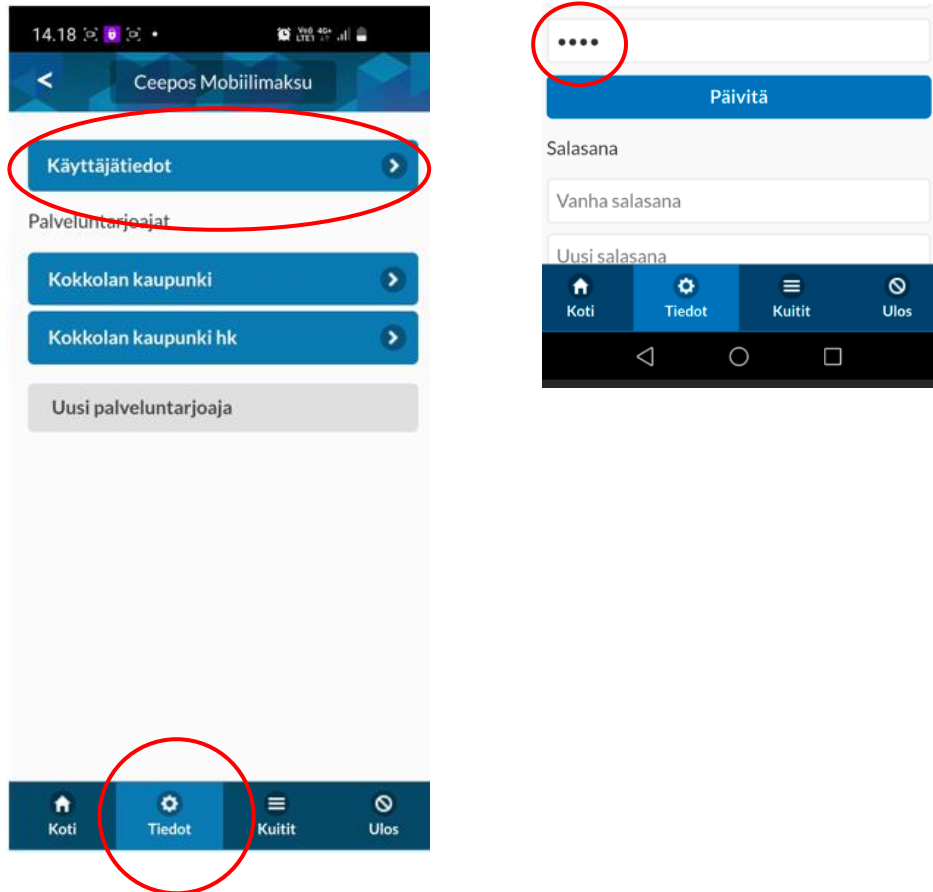 14.18
Ceepos Mobiilimaksu
Käyttäjätiedot
Palveluntarjoajat
Kokkolan kaupunki
Kokkolan kaupunki hk
Uusi palveluntarjoaja
Koti Tiedot Kuitit Ulos
••••
Päivitä
Salasana
Vanha salasana
Uusi salasana
Koti Tiedot Kuitit Ulos